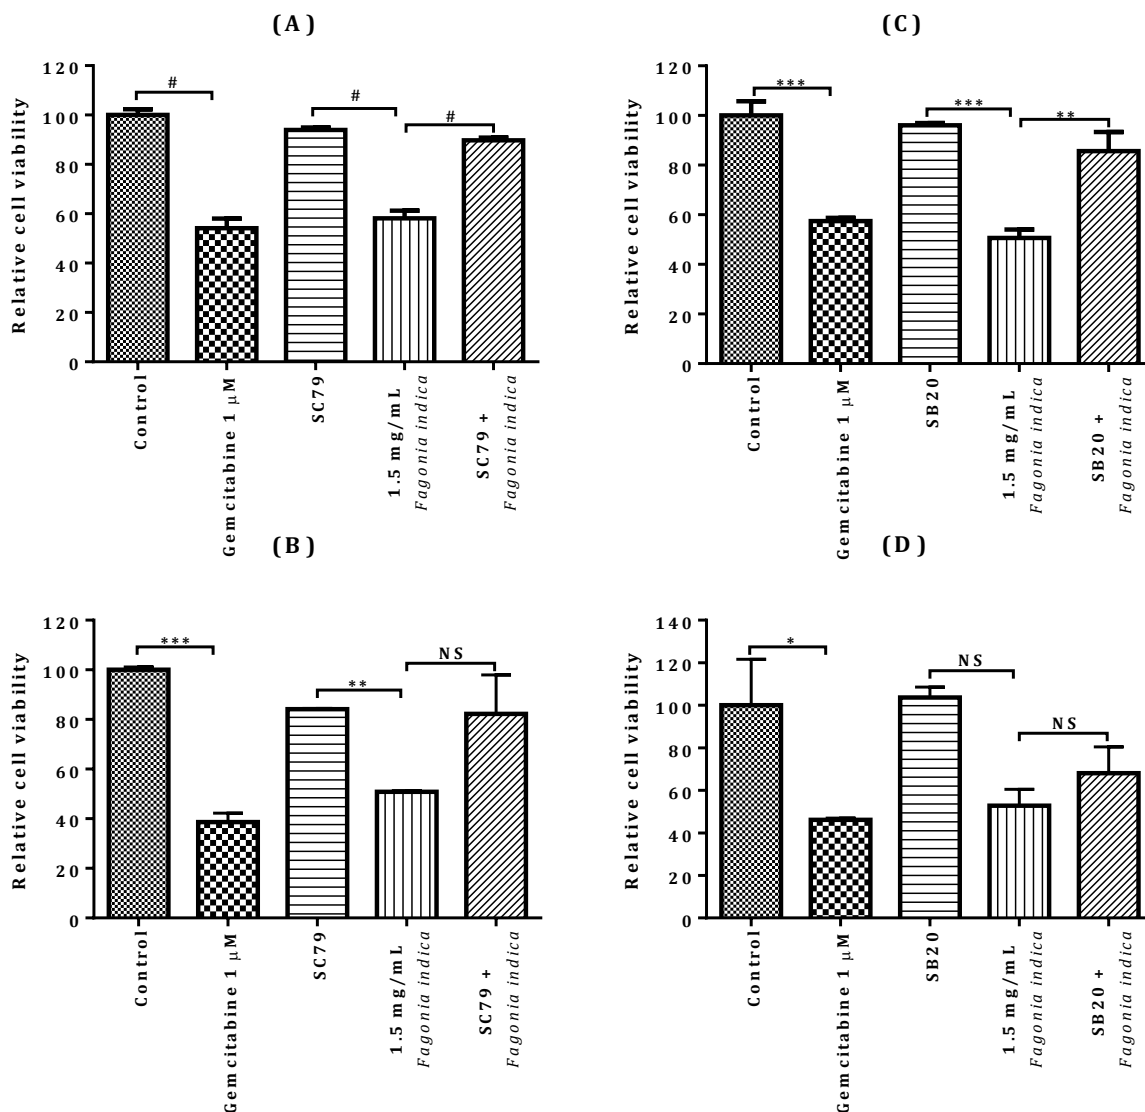 (A)
Relative cell viability
120
100
80
60
40
20
0
#
#
#
Control
Gemcitabine 1 µM
SC79
1.5 mg/mL
Fagonia indica
SC79 +
Fagonia indica
(C)
Relative cell viability
120
100
80
60
40
20
0
***
***
**
Control
Gemcitabine 1 µM
SB20
1.5 mg/mL
Fagonia indica
SB20 +
Fagonia indica
(B)
Relative cell viability
120
100
80
60
40
20
0
***
**
NS
Control
Gemcitabine 1 µM
SC79
1.5 mg/mL
Fagonia indica
SC79 +
Fagonia indica
(D)
Relative cell viability
140
120
100
80
60
40
20
0
*
NS
NS
Control
Gemcitabine 1 µM
SB20
1.5 mg/mL
Fagonia indica
SB20 +
Fagonia indica